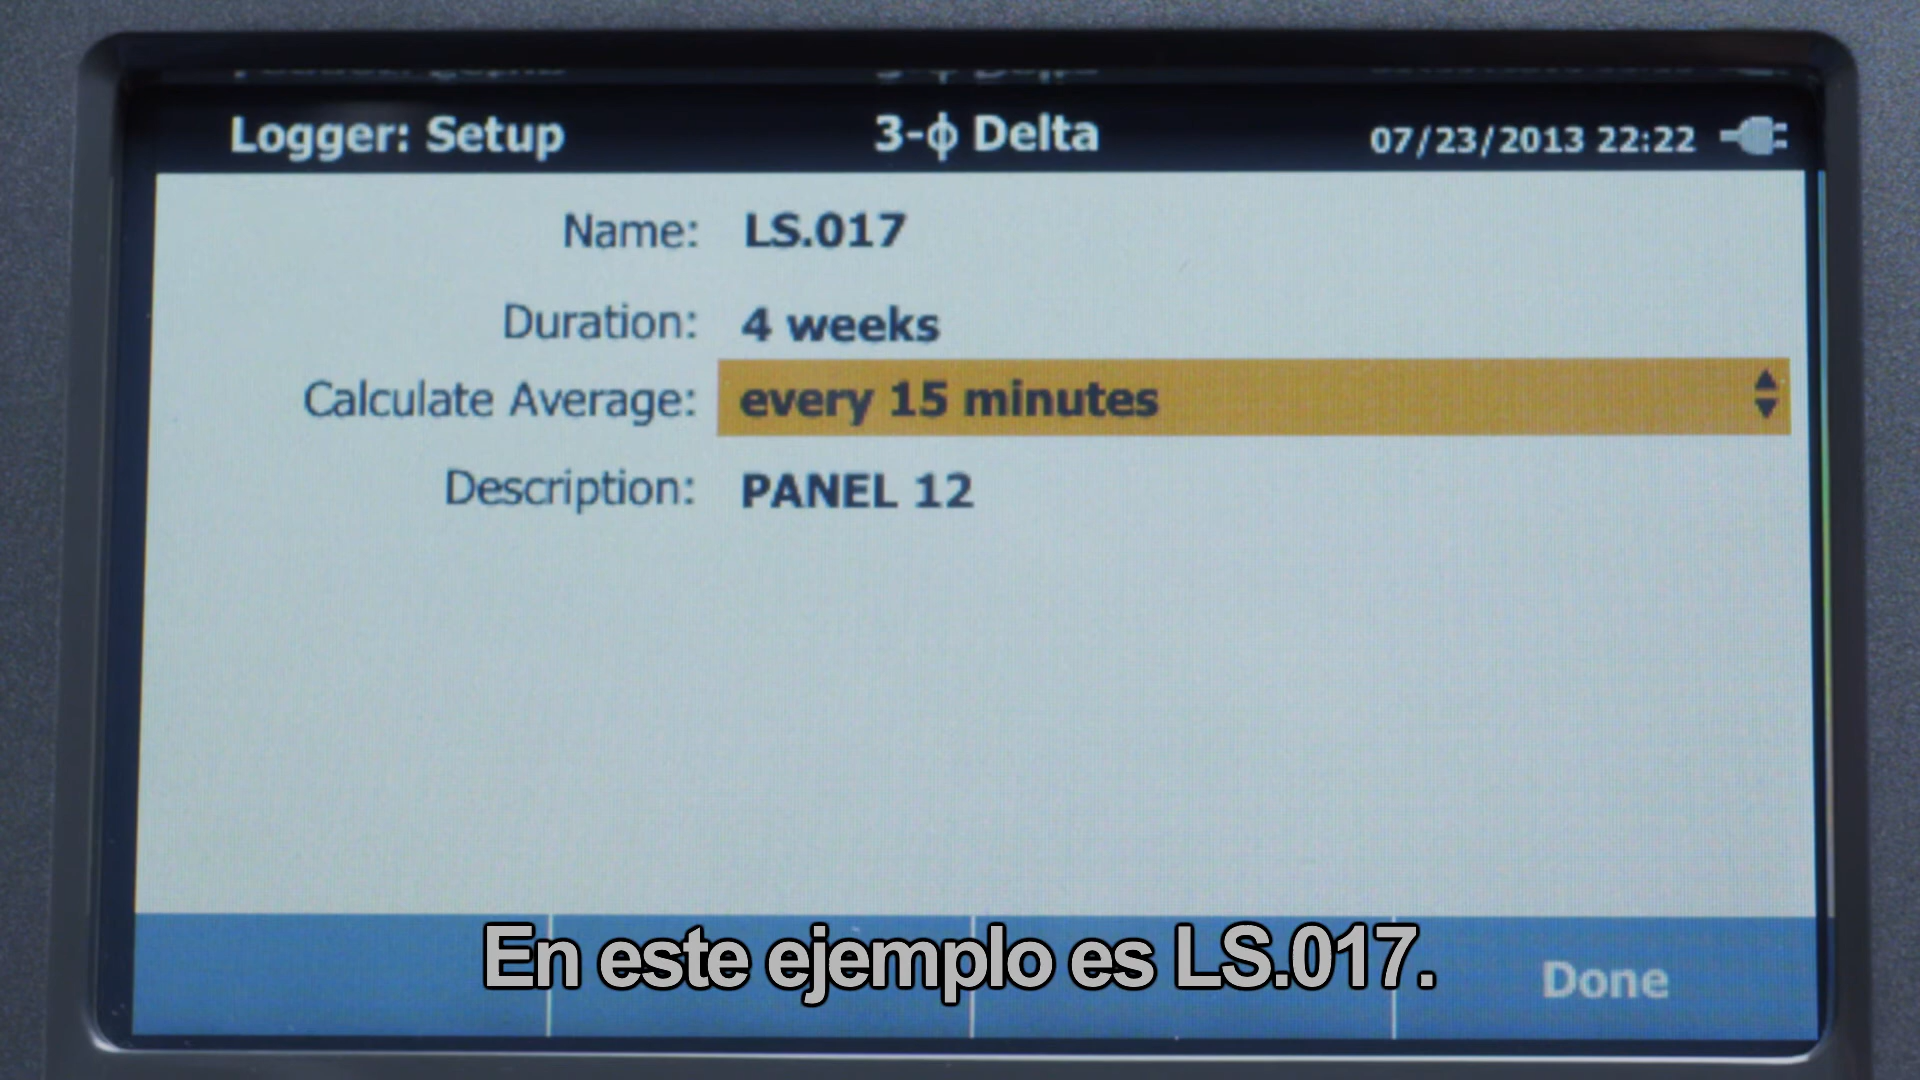 Logger: Setup 3-ϕ Delta 07/23/2013 22:22
Name: LS.017
Duration: 4 weeks
Calculate Average: every 15 minutes
Description: PANEL 12
En este ejemplo es LS.017.
Done